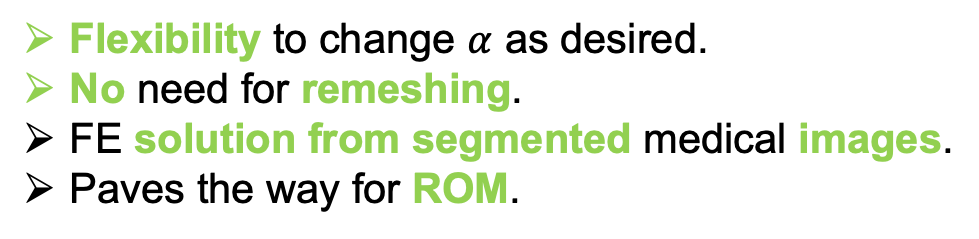 ➢ Flexibility to change 𝛼 as desired.
➢ No need for remeshing.
➢ FE solution from segmented medical images.
➢ Paves the way for ROM.